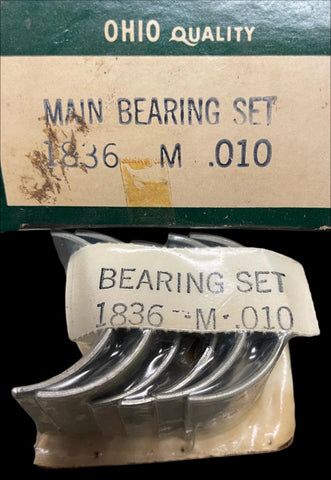 OHIO QUALITY
MAIN BEARING SET
1836 M .010
BEARING SET
1836 - M - .010